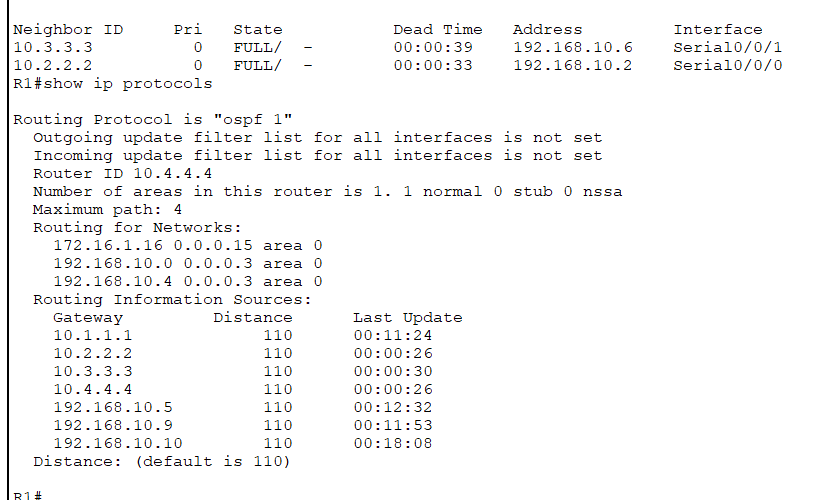 Neighbor ID Pri State Dead Time Address Interface
10.3.3.3 0 FULL/ - 00:00:39 192.168.10.6 Serial0/0/1
10.2.2.2 0 FULL/ - 00:00:33 192.168.10.2 Serial0/0/0
R1#show ip protocols
Routing Protocol is "ospf 1"
Outgoing update filter list for all interfaces is not set
Incoming update filter list for all interfaces is not set
Router ID 10.4.4.4
Number of areas in this router is 1. 1 normal 0 stub 0 nssa
Maximum path: 4
Routing for Networks:
172.16.1.16 0.0.0.15 area 0
192.168.10.0 0.0.0.3 area 0
192.168.10.4 0.0.0.3 area 0
Routing Information Sources:
Gateway Distance Last Update
10.1.1.1 110 00:11:24
10.2.2.2 110 00:00:26
10.3.3.3 110 00:00:30
10.4.4.4 110 00:00:26
192.168.10.5 110 00:12:32
192.168.10.9 110 00:11:53
192.168.10.10 110 00:18:08
Distance: (default is 110)
R1#